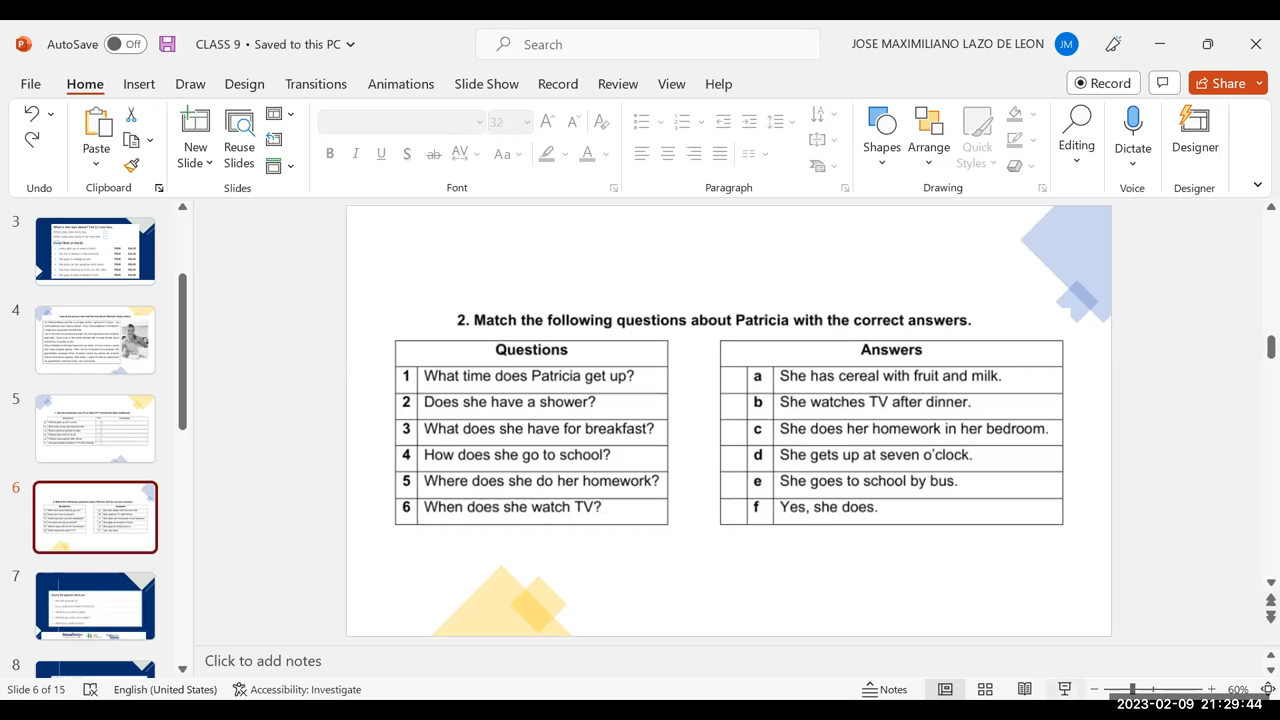 AutoSave Off CLASS 9 • Saved to this PC Search JOSE MAXIMILIANO LAZO DE LEON JM
File Home Insert Draw Design Transitions Animations Slide Show Record Review View Help Record Share
Paste New Slide Reuse Slides Shapes Arrange Quick Styles Editing Dictate Designer
Undo Clipboard Slides Font Paragraph Drawing Voice Designer
3
4
5
6
7
8
2. Match the following questions about Patricia with the correct answers.
Questions Answers
1 What time does Patricia get up? a She has cereal with fruit and milk.
2 Does she have a shower? b She watches TV after dinner.
3 What does she have for breakfast? c She does her homework in her bedroom.
4 How does she go to school? d She gets up at seven o'clock.
5 Where does she do her homework? e She goes to school by bus.
6 When does she watch TV? f Yes, she does.
Click to add notes
Slide 6 of 15 English (United States) Accessibility: Investigate Notes 60%
2023-02-09 21:29:44